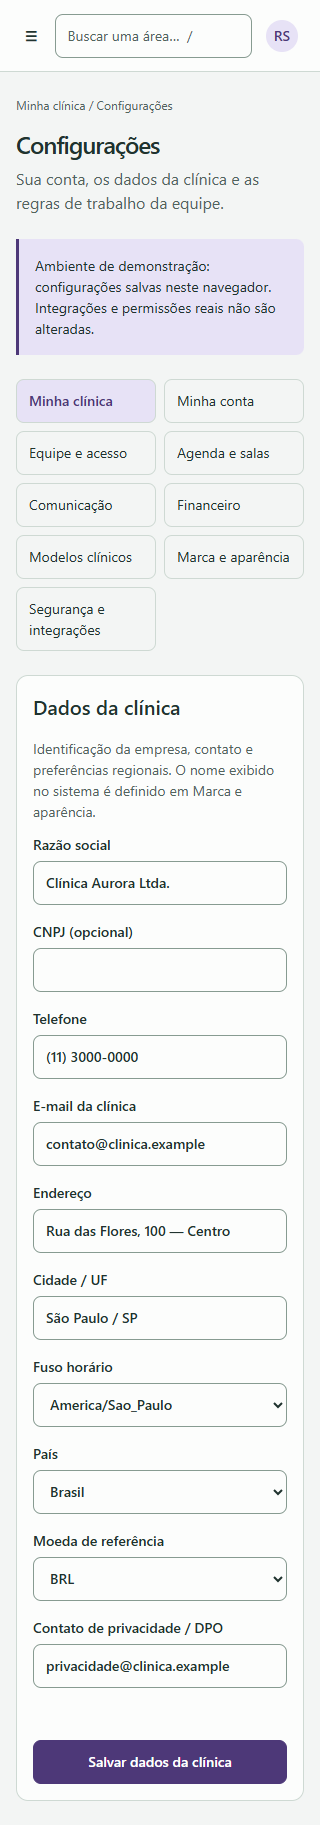 ☰
Buscar uma área... /
RS
Minha clínica / Configurações
Configurações
Sua conta, os dados da clínica e as
regras de trabalho da equipe.
Ambiente de demonstração:
configurações salvas neste navegador.
Integrações e permissões reais não são
alteradas.
Minha clínica
Minha conta
Equipe e acesso
Agenda e salas
Comunicação
Financeiro
Modelos clínicos
Marca e aparência
Segurança e
integrações
Dados da clínica
Identificação da empresa, contato e
preferências regionais. O nome exibido
no sistema é definido em Marca e
aparência.
Razão social
Clínica Aurora Ltda.
CNPJ (opcional)
Telefone
(11) 3000-0000
E-mail da clínica
contato@clinica.example
Endereço
Rua das Flores, 100 — Centro
Cidade / UF
São Paulo / SP
Fuso horário
America/Sao_Paulo
País
Brasil
Moeda de referência
BRL
Contato de privacidade / DPO
privacidade@clinica.example
Salvar dados da clínica